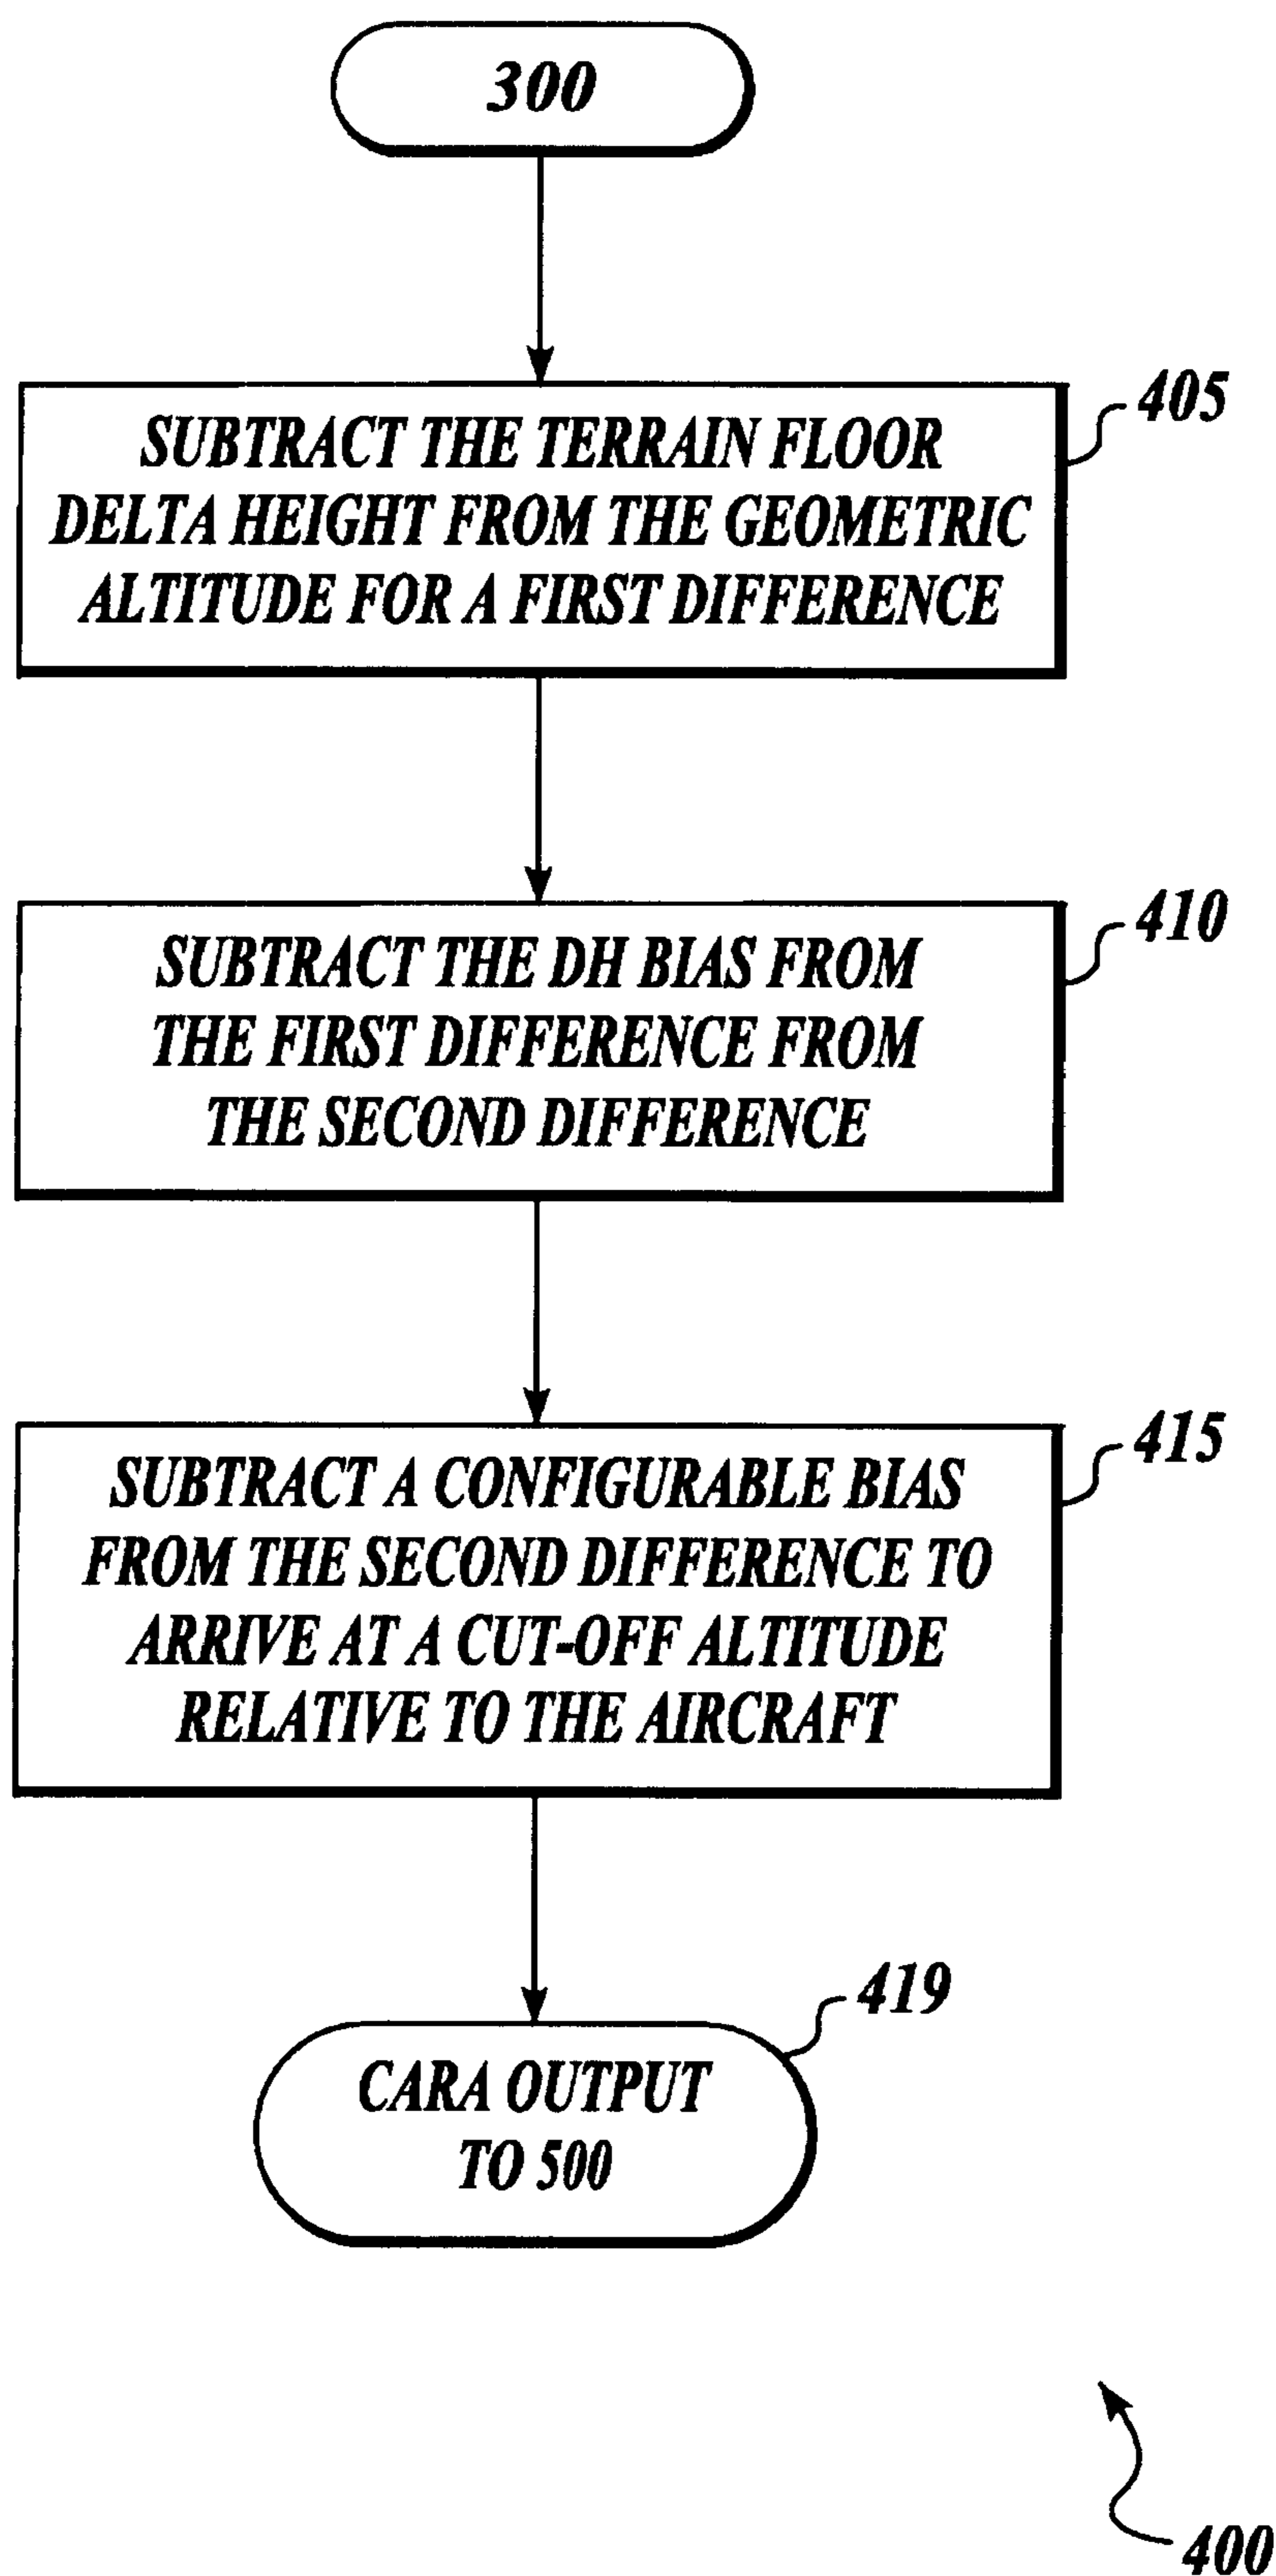 300
405
SUBTRACT THE TERRAIN FLOOR
DELTA HEIGHT FROM THE GEOMETRIC
ALTITUDE FOR A FIRST DIFFERENCE
410
SUBTRACT THE DH BIAS FROM
THE FIRST DIFFERENCE FROM
THE SECOND DIFFERENCE
415
SUBTRACT A CONFIGURABLE BIAS
FROM THE SECOND DIFFERENCE TO
ARRIVE AT A CUT-OFF ALTITUDE
RELATIVE TO THE AIRCRAFT
419
CARA OUTPUT
TO 500
400